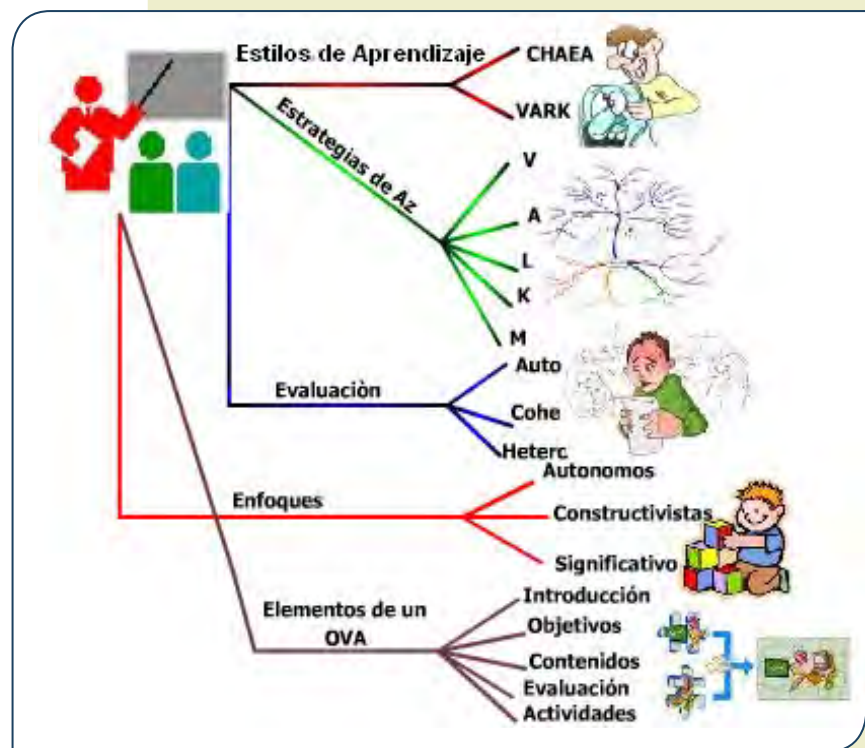 Estilos de Aprendizaje
CHAEA
VARK
Estrategias de Az
V
A
L
K
M
Evaluaciòn
Auto
Cohe
Heterc
Enfoques
Autonomos
Constructivistas
Significativo
Elementos de un
OVA
Introducción
Objetivos
Contenidos
Evaluación
Actividades